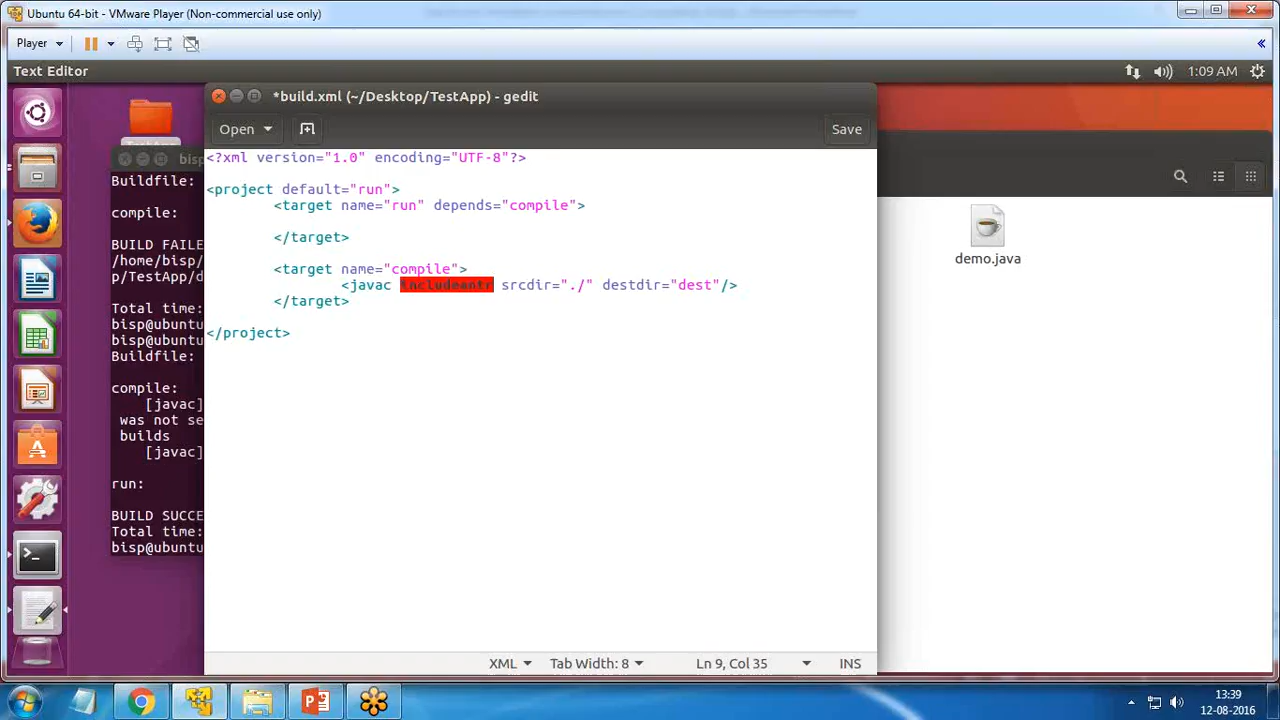 Ubuntu 64-bit - VMware Player (Non-commercial use only)
Player
Text Editor
1:09 AM
*build.xml (~/Desktop/TestApp) - gedit
Open
Save
bisp
Buildfile:
compile:
BUILD FAILE
/home/bisp/
p/TestApp/d
Total time:
bisp@ubuntu
bisp@ubuntu
Buildfile:
compile:
[javac]
was not se
builds
[javac]
run:
BUILD SUCCE
Total time:
bisp@ubuntu
<?xml version="1.0" encoding="UTF-8"?>
<project default="run">
<target name="run" depends="compile">
</target>
<target name="compile">
<javac includeantr srcdir="./" destdir="dest"/>
</target>
</project>
demo.java
XML
Tab Width: 8
Ln 9, Col 35
INS
13:39
12-08-2016